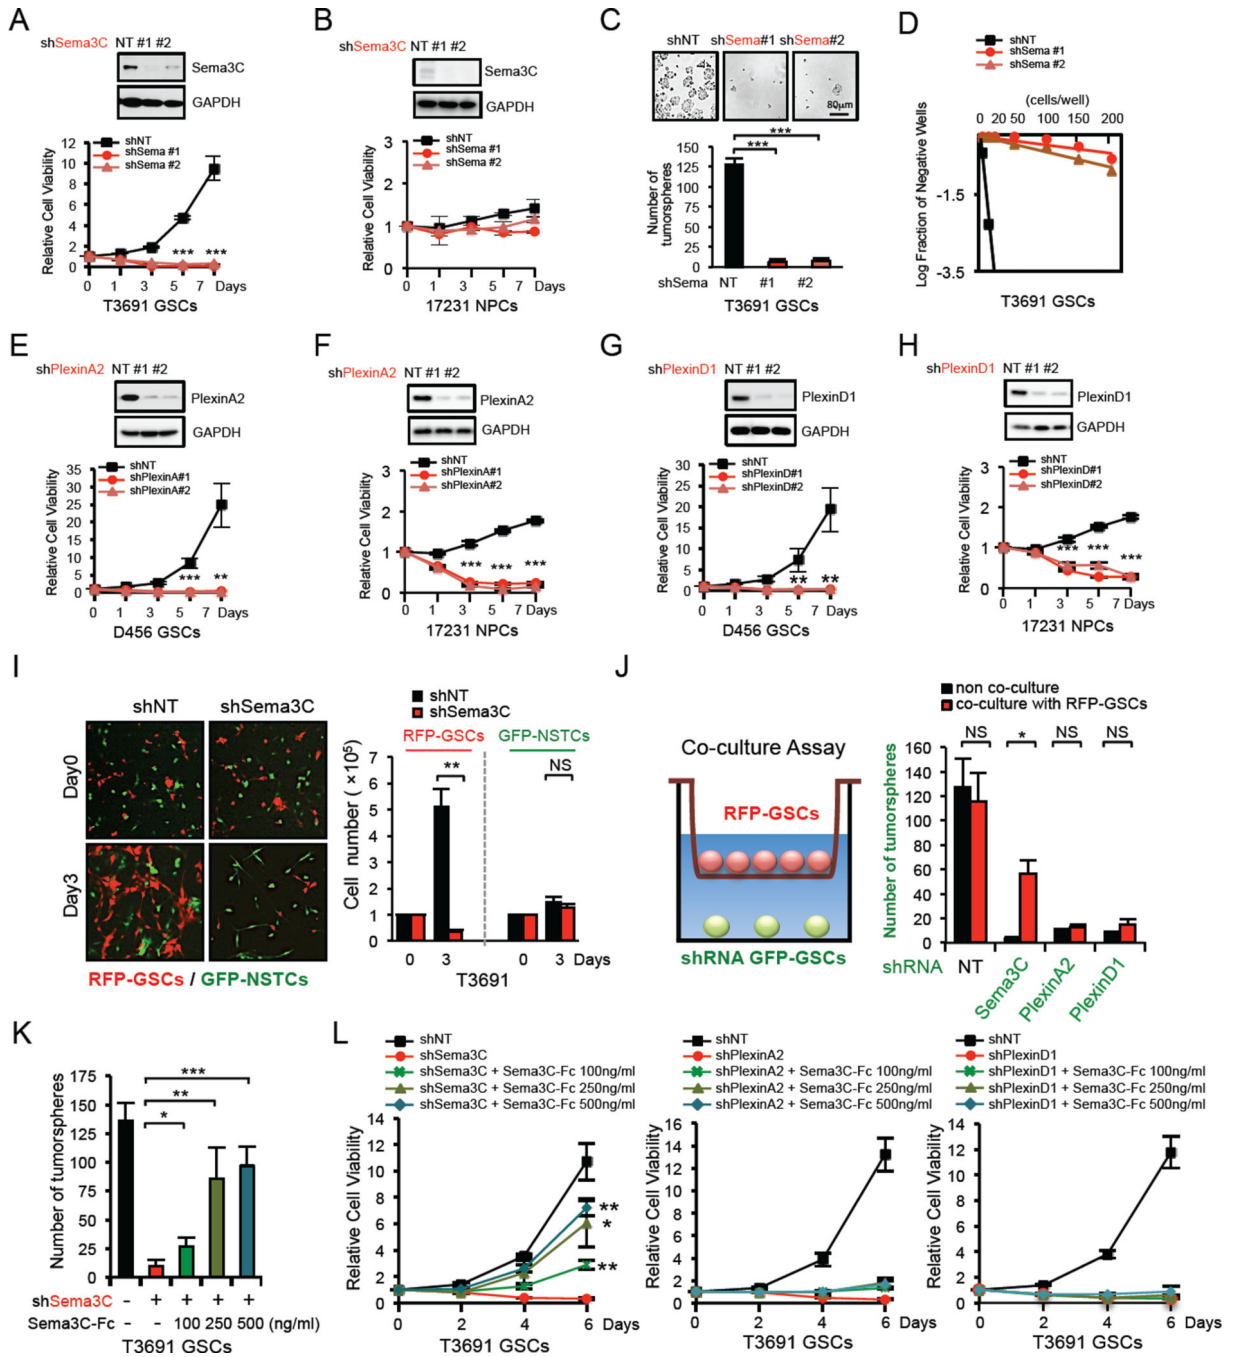 A
shSema3C NT #1 #2
Sema3C
GAPDH
shNT
shSema #1
shSema #2
Relative Cell Viability
12
10
8
6
4
2
0
0 1 3 5 7 Days
T3691 GSCs
***
***
B
shSema3C NT #1 #2
Sema3C
GAPDH
shNT
shSema #1
shSema #2
Relative Cell Viability
3
2
1
0
0 1 3 5 7 Days
17231 NPCs
C
shNT shSema#1 shSema#2
80µm
***
***
Number of
tumorspheres
150
125
100
75
50
25
0
shSema NT #1 #2
T3691 GSCs
D
shNT
shSema #1
shSema #2
(cells/well)
0 20 50 100 150 200
Log Fraction of Negative Wells
-1.5
-3.5
T3691 GSCs
E
shPlexinA2 NT #1 #2
PlexinA2
GAPDH
shNT
shPlexinA#1
shPlexinA#2
Relative Cell Viability
35
30
25
20
15
10
5
0
*** **
0 1 3 5 7 Days
D456 GSCs
F
shPlexinA2 NT #1 #2
PlexinA2
GAPDH
shNT
shPlexinA#1
shPlexinA#2
Relative Cell Viability
3
2
1
0
*** *** ***
0 1 3 5 7 Days
17231 NPCs
G
shPlexinD1 NT #1 #2
PlexinD1
GAPDH
shNT
shPlexinD#1
shPlexinD#2
Relative Cell Viability
30
25
20
15
10
5
0
** **
0 1 3 5 7 Days
D456 GSCs
H
shPlexinD1 NT #1 #2
PlexinD1
GAPDH
shNT
shPlexinD#1
shPlexinD#2
Relative Cell Viability
3
2
1
0
*** *** ***
0 1 3 5 7 Days
17231 NPCs
I
shNT shSema3C
Day0
Day3
RFP-GSCs / GFP-NSTCs
shNT
shSema3C
RFP-GSCs GFP-NSTCs
** NS
Cell number ( ×10⁵)
7
6
5
4
3
2
1
0
0 3 0 3 Days
T3691
J
Co-culture Assay
RFP-GSCs
shRNA GFP-GSCs
non co-culture
co-culture with RFP-GSCs
NS * NS NS
Number of tumorspheres
160
140
120
100
80
60
40
20
0
shRNA NT Sema3C PlexinA2 PlexinD1
K
Number of tumorspheres
175
150
125
100
75
50
25
0
***
**
*
shSema3C - + + + +
Sema3C-Fc - - 100 250 500 (ng/ml)
T3691 GSCs
L
shNT
shSema3C
shSema3C + Sema3C-Fc 100ng/ml
shSema3C + Sema3C-Fc 250ng/ml
shSema3C + Sema3C-Fc 500ng/ml
Relative Cell Viability
14
12
10
8
6
4
2
0
**
*
**
0 2 4 6 Days
T3691 GSCs
shNT
shPlexinA2
shPlexinA2 + Sema3C-Fc 100ng/ml
shPlexinA2 + Sema3C-Fc 250ng/ml
shPlexinA2 + Sema3C-Fc 500ng/ml
Relative Cell Viability
16
14
12
10
8
6
4
2
0
0 2 4 6 Days
T3691 GSCs
shNT
shPlexinD1
shPlexinD1 + Sema3C-Fc 100ng/ml
shPlexinD1 + Sema3C-Fc 250ng/ml
shPlexinD1 + Sema3C-Fc 500ng/ml
Relative Cell Viability
14
12
10
8
6
4
2
0
0 2 4 6 Days
T3691 GSCs